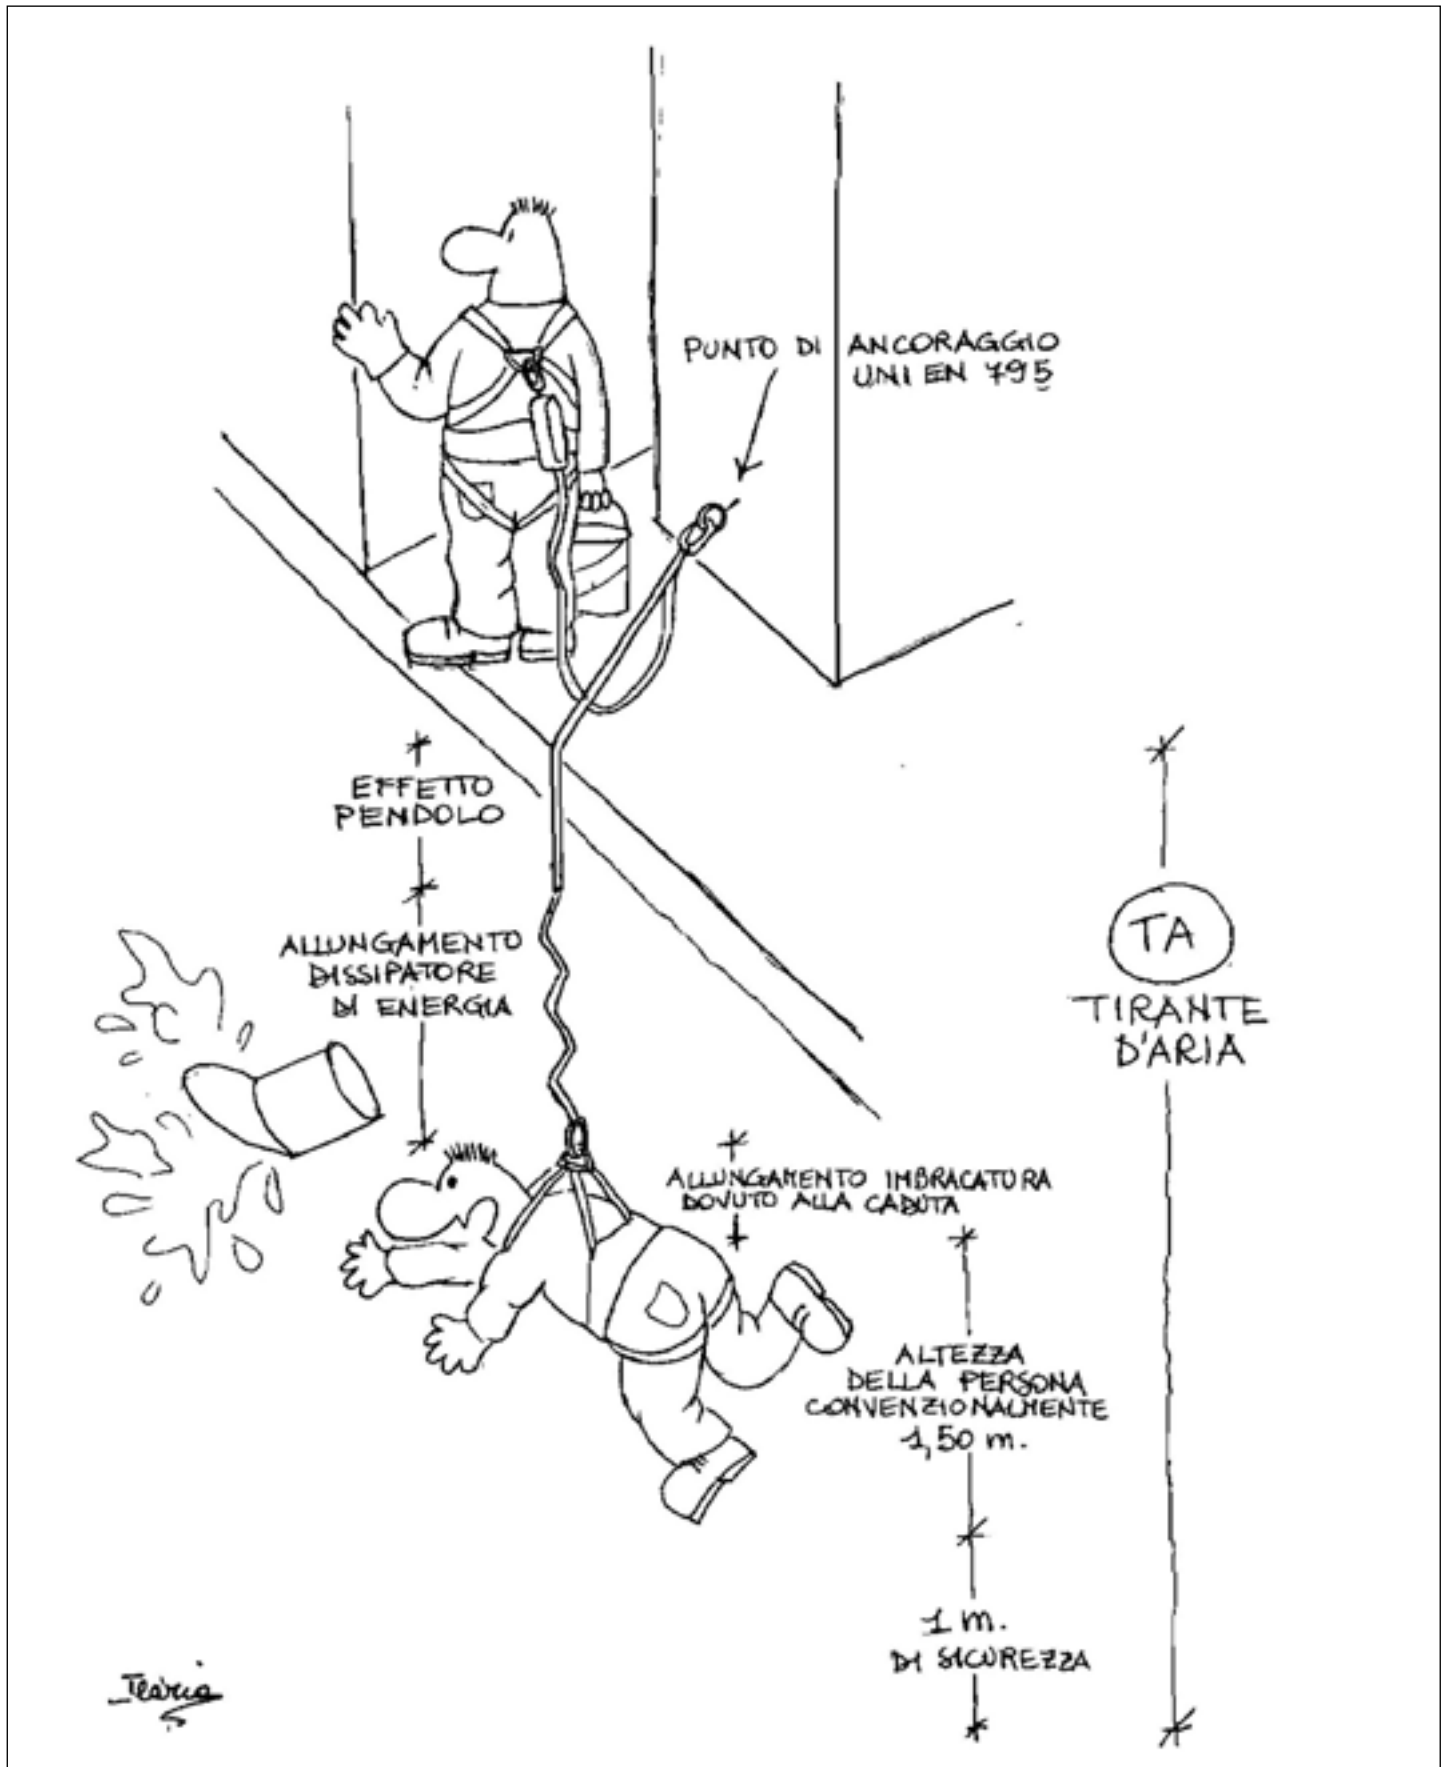 PUNTO DI ANCORAGGIO
UNI EN 795
EFFETTO
PENDOLO
ALLUNGAMENTO
DISSIPATORE
DI ENERGIA
TA
TIRANTE
D'ARIA
ALLUNGAMENTO IMBRACATURA
DOVUTO ALLA CADUTA
ALTEZZA
DELLA PERSONA
CONVENZIONALMENTE
1,50 m.
1 m.
DI SICUREZZA